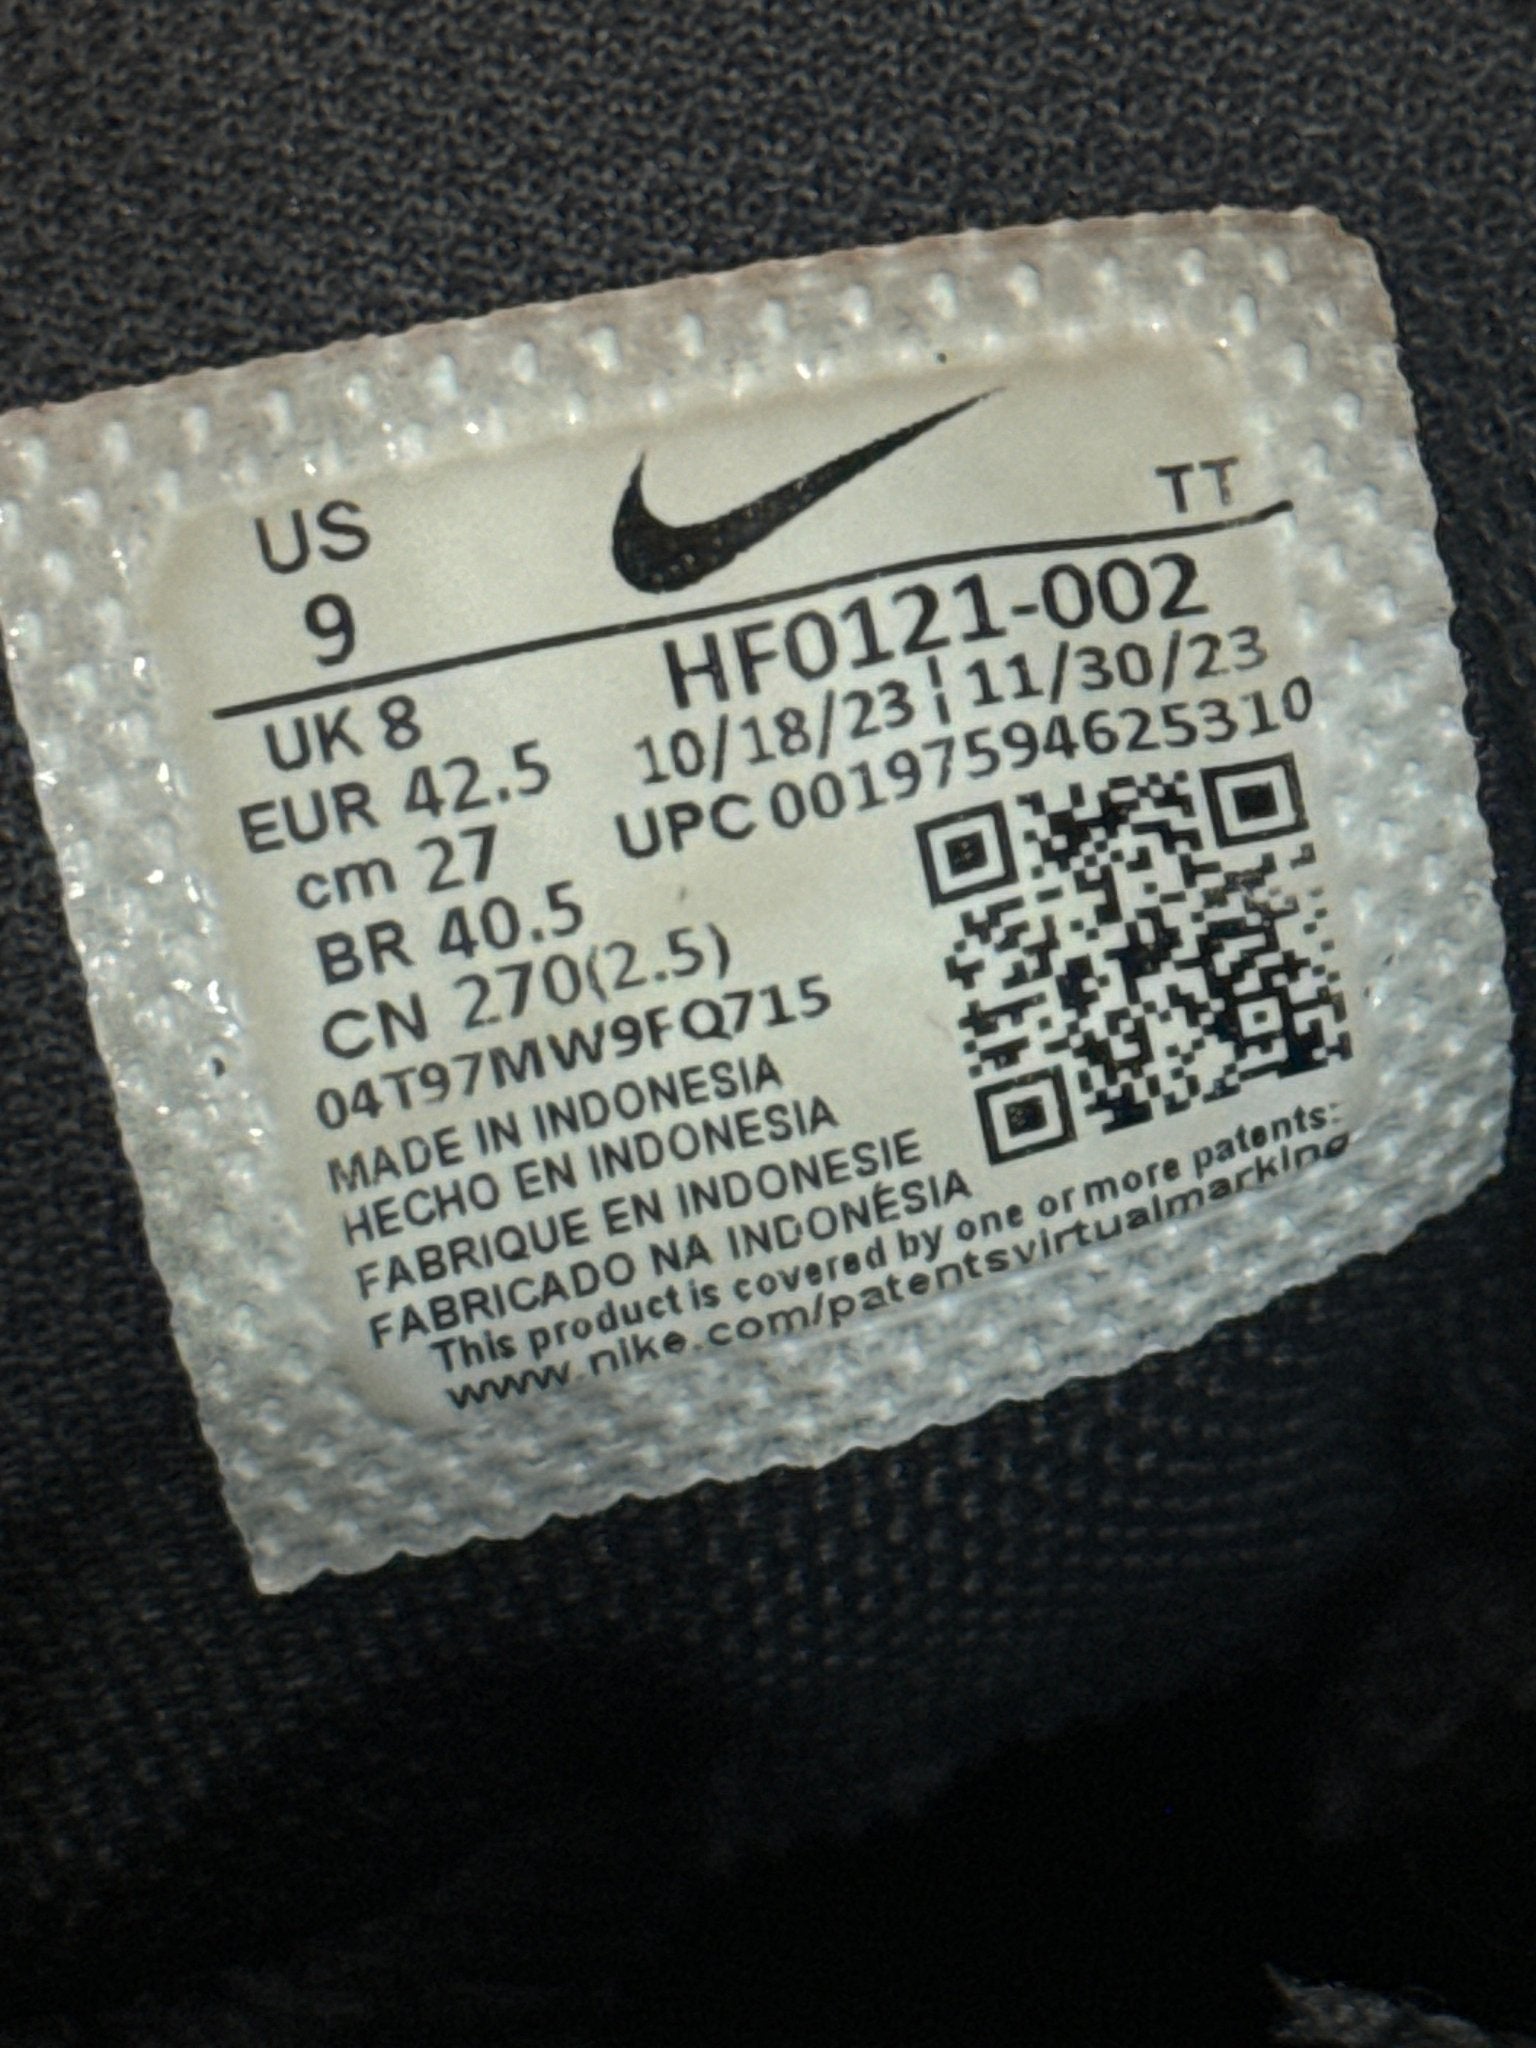 US
9
TT
HF0121-002
10/18/23 ¦ 11/30/23
UPC 00197594625310
UK 8
EUR 42.5
cm 27
BR 40.5
CN 270(2.5)
04T97MW9FQ715
MADE IN INDONESIA
HECHO EN INDONESIA
FABRIQUE EN INDONESIE
FABRICADO NA INDONÉSIA
This product is covered by one or more patents:
www.nike.com/patentsvirtualmarking